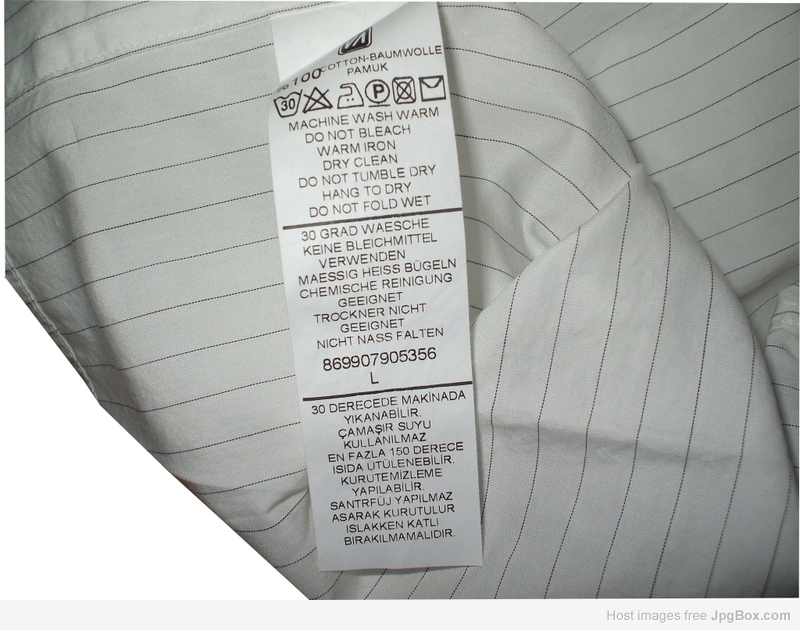 %100 COTTON-BAUMWOLLE
PAMUK
30 P
MACHINE WASH WARM
DO NOT BLEACH
WARM IRON
DRY CLEAN
DO NOT TUMBLE DRY
HANG TO DRY
DO NOT FOLD WET
30 GRAD WAESCHE
KEINE BLEICHMITTEL
VERWENDEN
MAESSIG HEISS BÜGELN
CHEMISCHE REINIGUNG
GEEIGNET
TROCKNER NICHT
GEEIGNET
NICHT NASS FALTEN
869907905356
L
30 DERECEDE MAKİNADA
YIKANABİLİR.
ÇAMAŞIR SUYU
KULLANILMAZ
EN FAZLA 150 DERECE
ISIDA ÜTÜLENEBİLİR.
KURUTEMİZLEME
YAPILABİLİR.
SANTRFÜJ YAPILMAZ
ASARAK KURUTULUR
ISLAKKEN KATLI
BIRAKILMAMALIDIR.
Host images free JpgBox.com